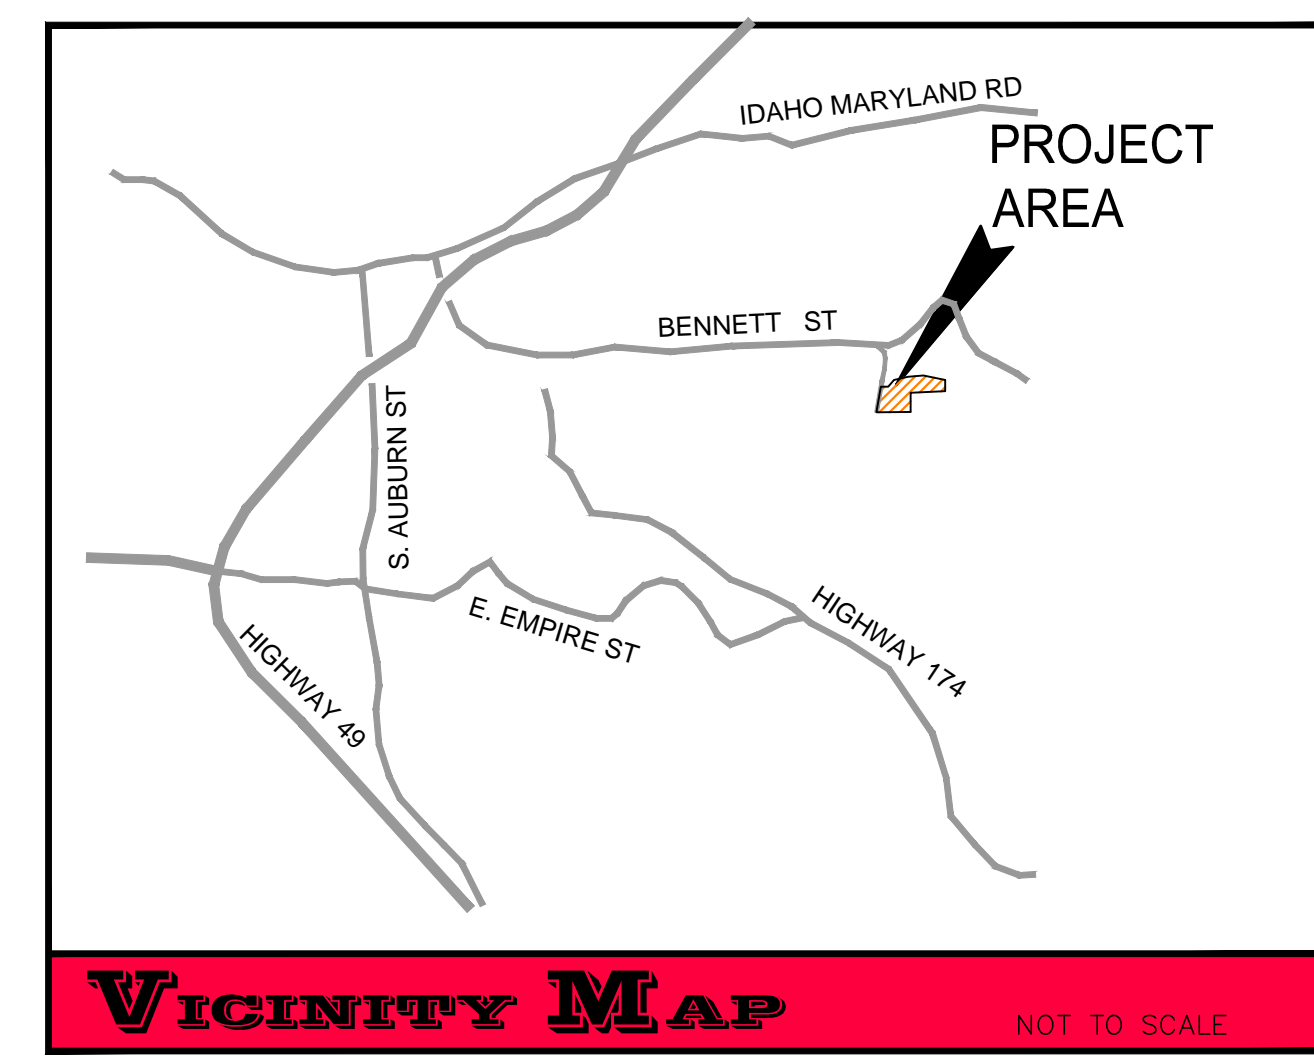 IDAHO MARYLAND RD
PROJECT
AREA
BENNETT ST
S. AUBURN ST
E. EMPIRE ST
HIGHWAY 174
HIGHWAY 49
VICINITY MAP
NOT TO SCALE